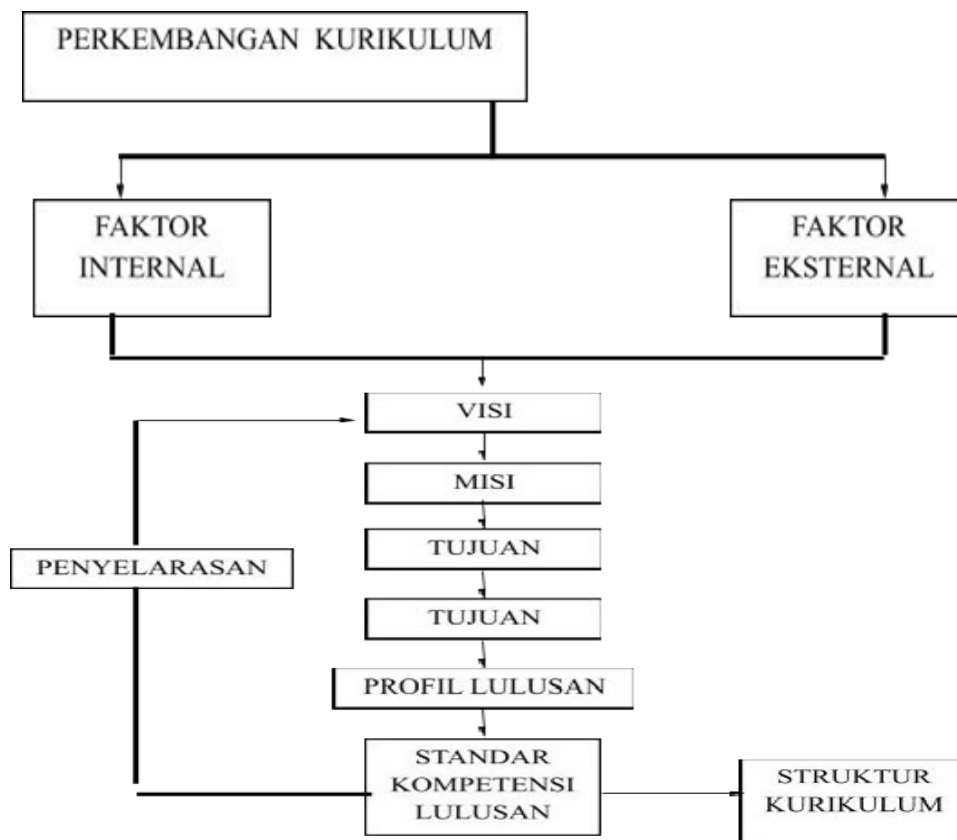 PERKEMBANGAN KURIKULUM
FAKTOR
INTERNAL
FAKTOR
EKSTERNAL
VISI
MISI
TUJUAN
PENYELARASAN
TUJUAN
PROFIL LULUSAN
STANDAR
KOMPETENSI
LULUSAN
STRUKTUR
KURIKULUM